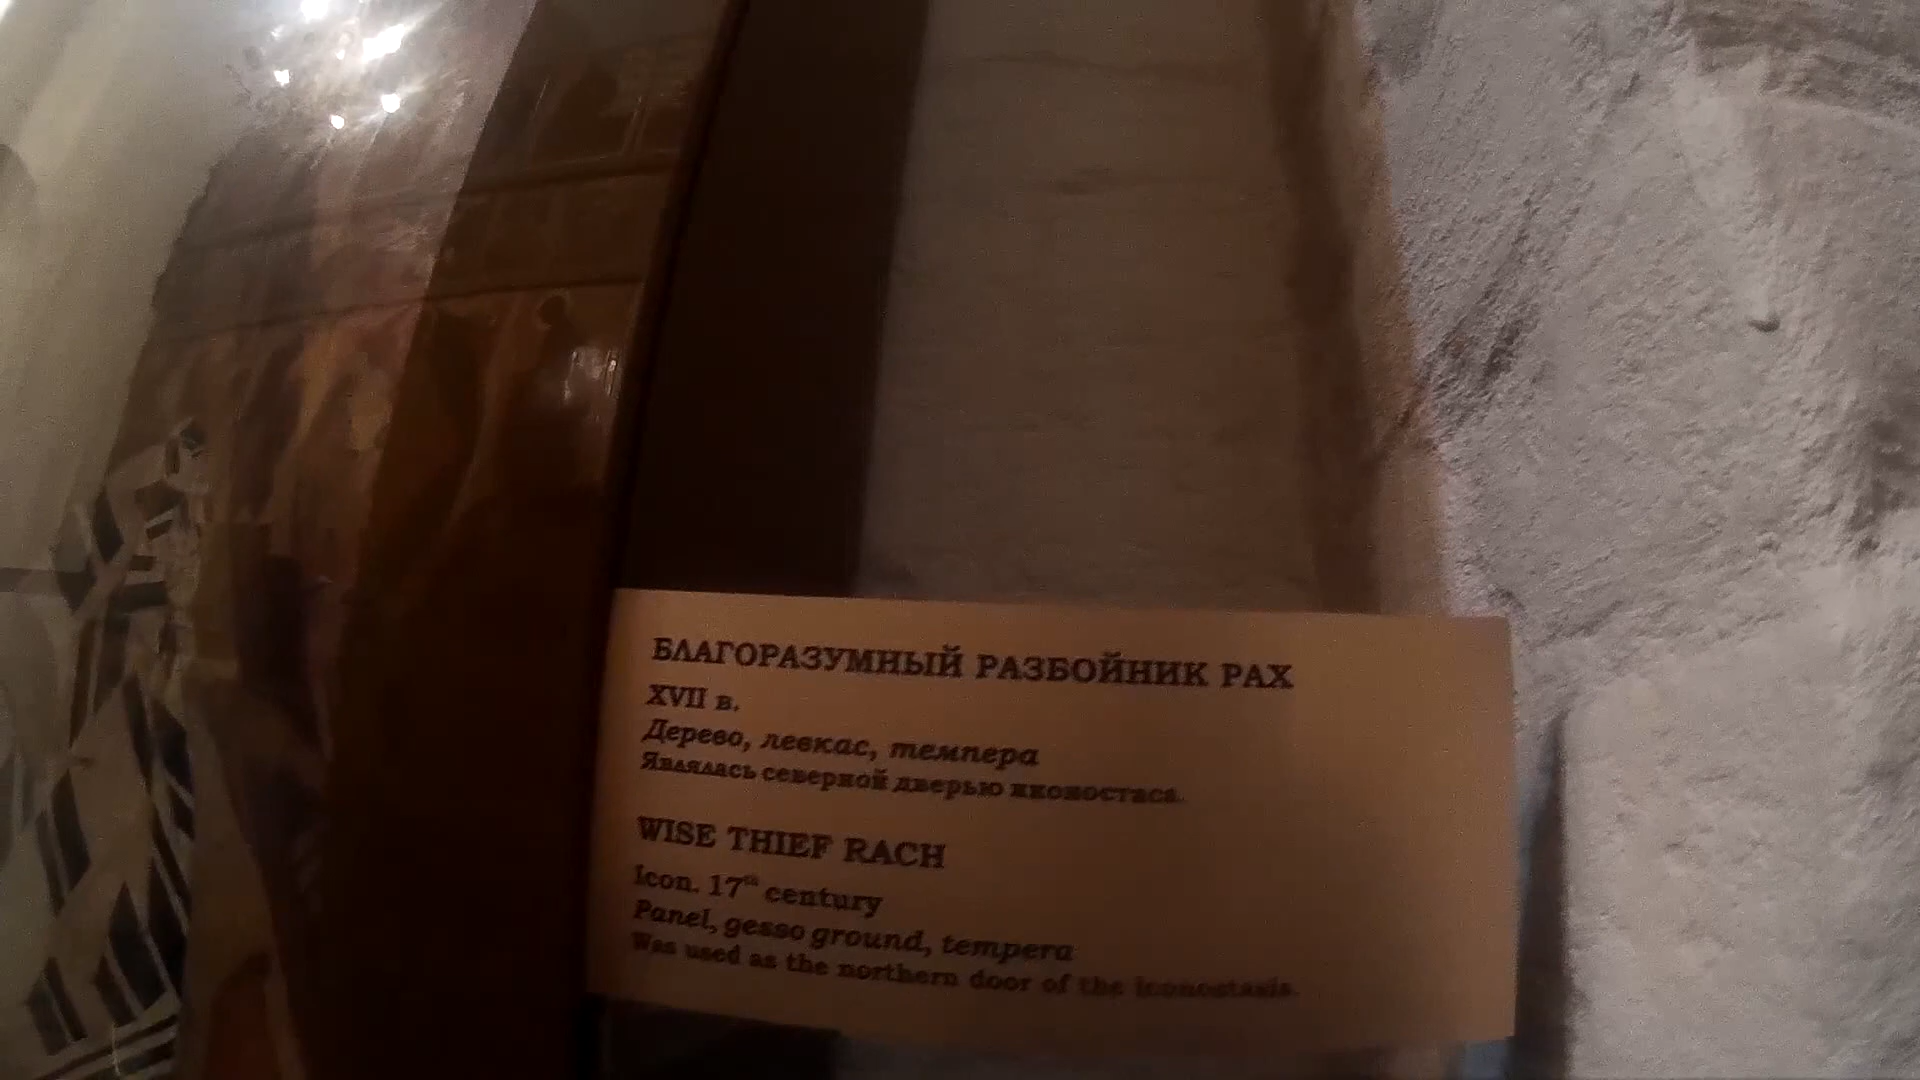 БЛАГОРАЗУМНЫЙ РАЗБОЙНИК РАХ
XVII в.
Дерево, левкас, темпера
Являлась северной дверью иконостаса.
WISE THIEF RACH
Icon. 17th century
Panel, gesso ground, tempera
Was used as the northern door of the iconostasis.